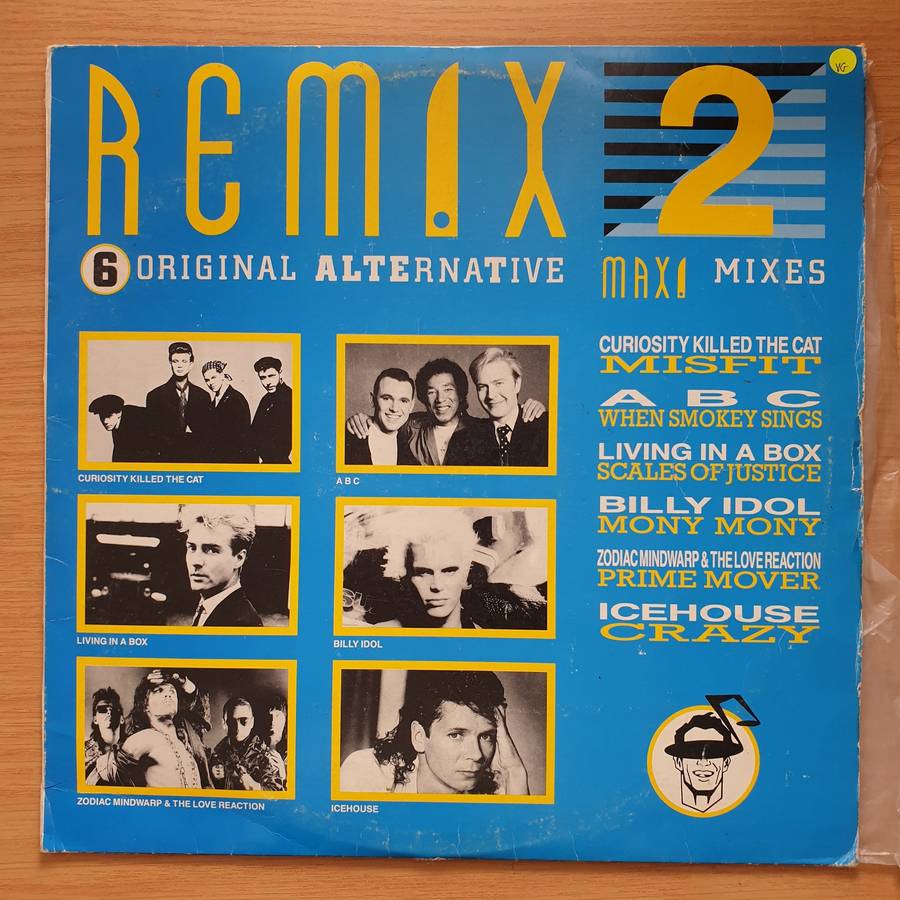 REMIX 2
6 ORIGINAL ALTERNATIVE MAXI MIXES
VG-
CURIOSITY KILLED THE CAT
MISFIT
A B C
WHEN SMOKEY SINGS
LIVING IN A BOX
SCALES OF JUSTICE
BILLY IDOL
MONY MONY
ZODIAC MINDWARP & THE LOVE REACTION
PRIME MOVER
ICEHOUSE
CRAZY
CURIOSITY KILLED THE CAT
A B C
LIVING IN A BOX
BILLY IDOL
ZODIAC MINDWARP & THE LOVE REACTION
ICEHOUSE